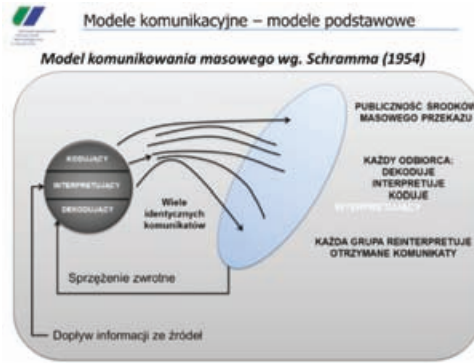 Modele komunikacyjne – modele podstawowe
Model komunikowania masowego wg. Schramma (1954)
PUBLICZNOŚĆ ŚRODKÓW
MASOWEGO PRZEKAZU
KODUJĄCY
INTERPRETUJĄCY
DEKODUJĄCY
KAŻDY ODBIORCA:
DEKODUJE
INTERPRETUJE
KODUJE
INTERPRETUJĄCY
Wiele
identycznych
komunikatów
KAŻDA GRUPA REINTERPRETUJE
OTRZYMANE KOMUNIKATY
Sprzężenie zwrotne
Dopływ informacji ze źródeł